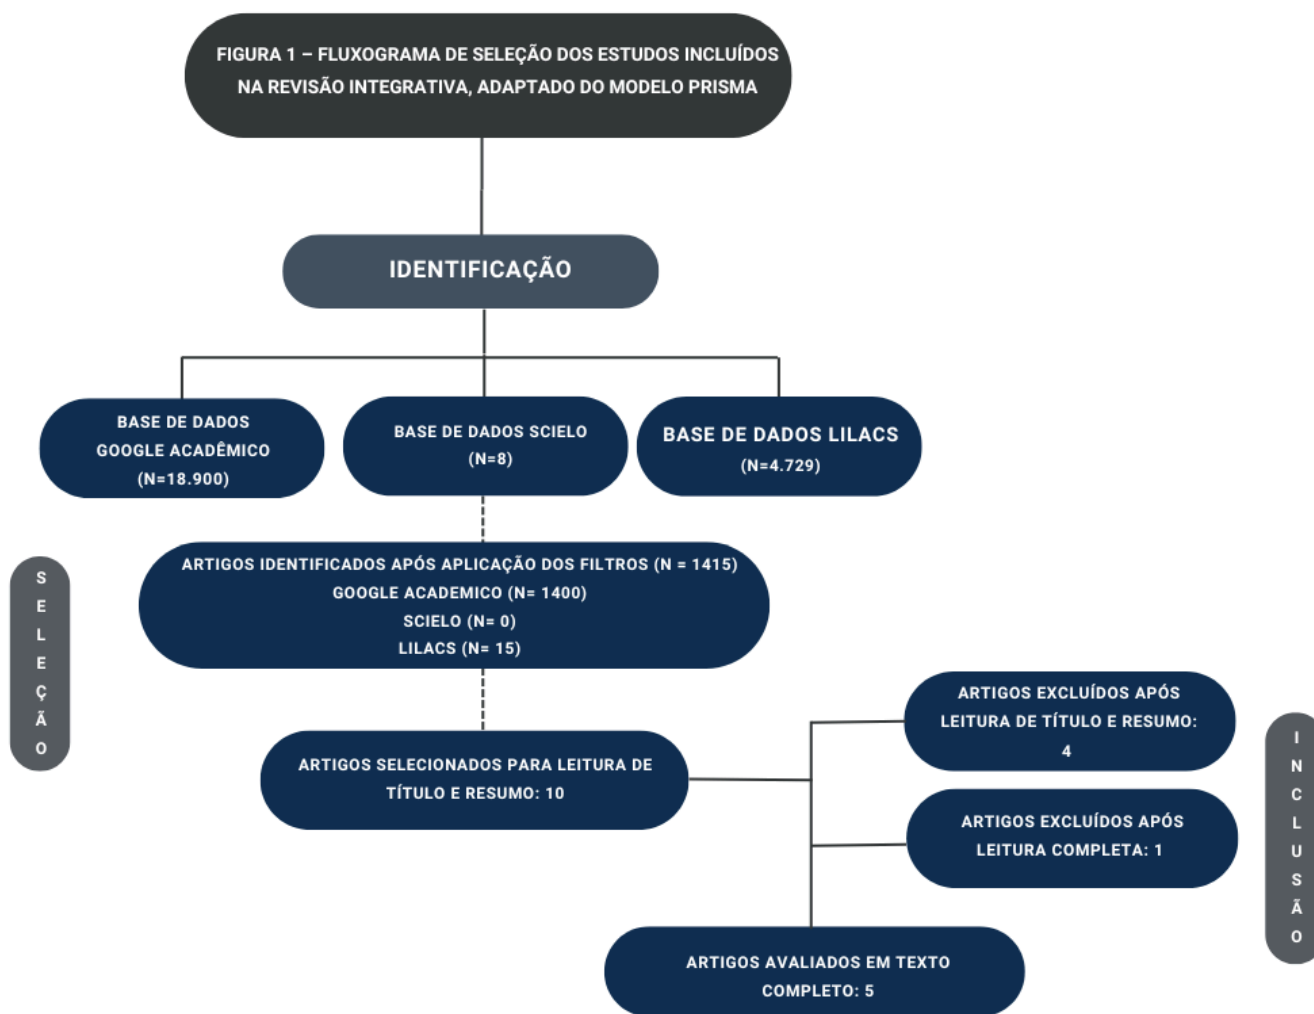 FIGURA 1 – FLUXOGRAMA DE SELEÇÃO DOS ESTUDOS INCLUÍDOS
NA REVISÃO INTEGRATIVA, ADAPTADO DO MODELO PRISMA
IDENTIFICAÇÃO
BASE DE DADOS
GOOGLE ACADÊMICO
(N=18.900)
BASE DE DADOS SCIELO
(N=8)
BASE DE DADOS LILACS
(N=4.729)
SELEÇÃO
ARTIGOS IDENTIFICADOS APÓS APLICAÇÃO DOS FILTROS (N = 1415)
GOOGLE ACADEMICO (N= 1400)
SCIELO (N= 0)
LILACS (N= 15)
ARTIGOS SELECIONADOS PARA LEITURA DE
TÍTULO E RESUMO: 10
ARTIGOS EXCLUÍDOS APÓS
LEITURA DE TÍTULO E RESUMO:
4
ARTIGOS EXCLUÍDOS APÓS
LEITURA COMPLETA: 1
INCLUSÃO
ARTIGOS AVALIADOS EM TEXTO
COMPLETO: 5